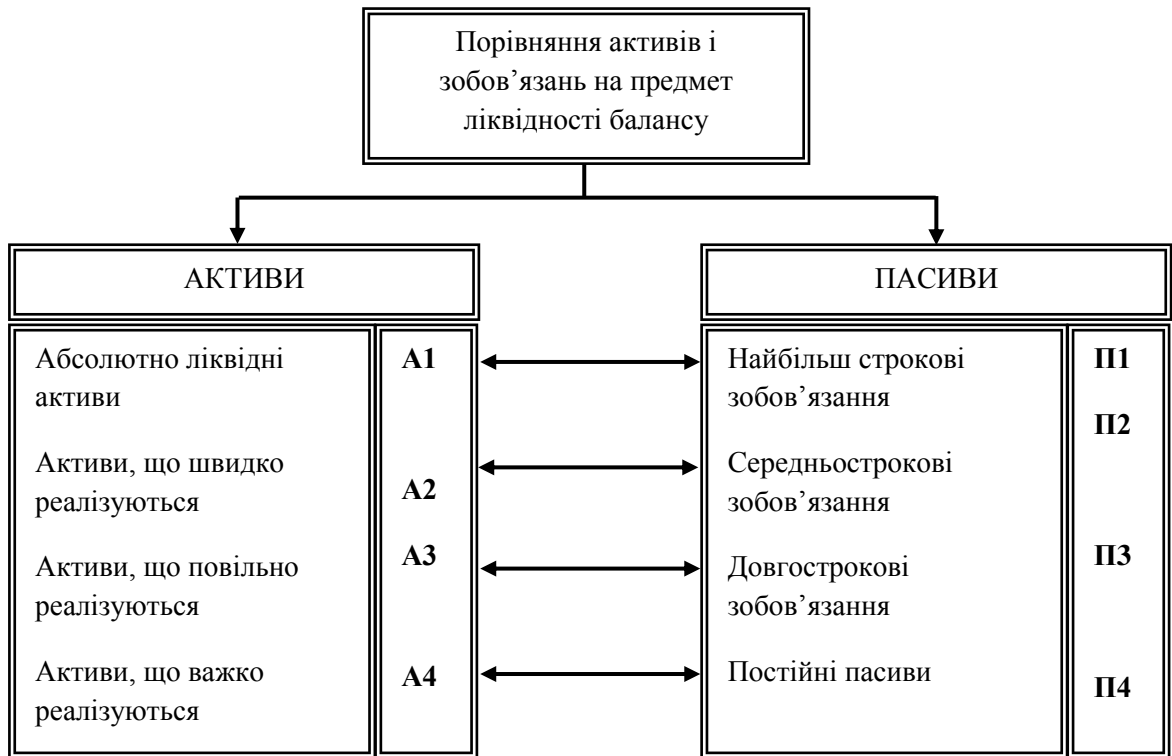 Порівняння активів і
зобов’язань на предмет
ліквідності балансу
АКТИВИ
Абсолютно ліквідні
активи
Активи, що швидко
реалізуються
Активи, що повільно
реалізуються
Активи, що важко
реалізуються
А1
А2
А3
А4
ПАСИВИ
Найбільш строкові
зобов’язання
Середньострокові
зобов’язання
Довгострокові
зобов’язання
Постійні пасиви
П1
П2
П3
П4